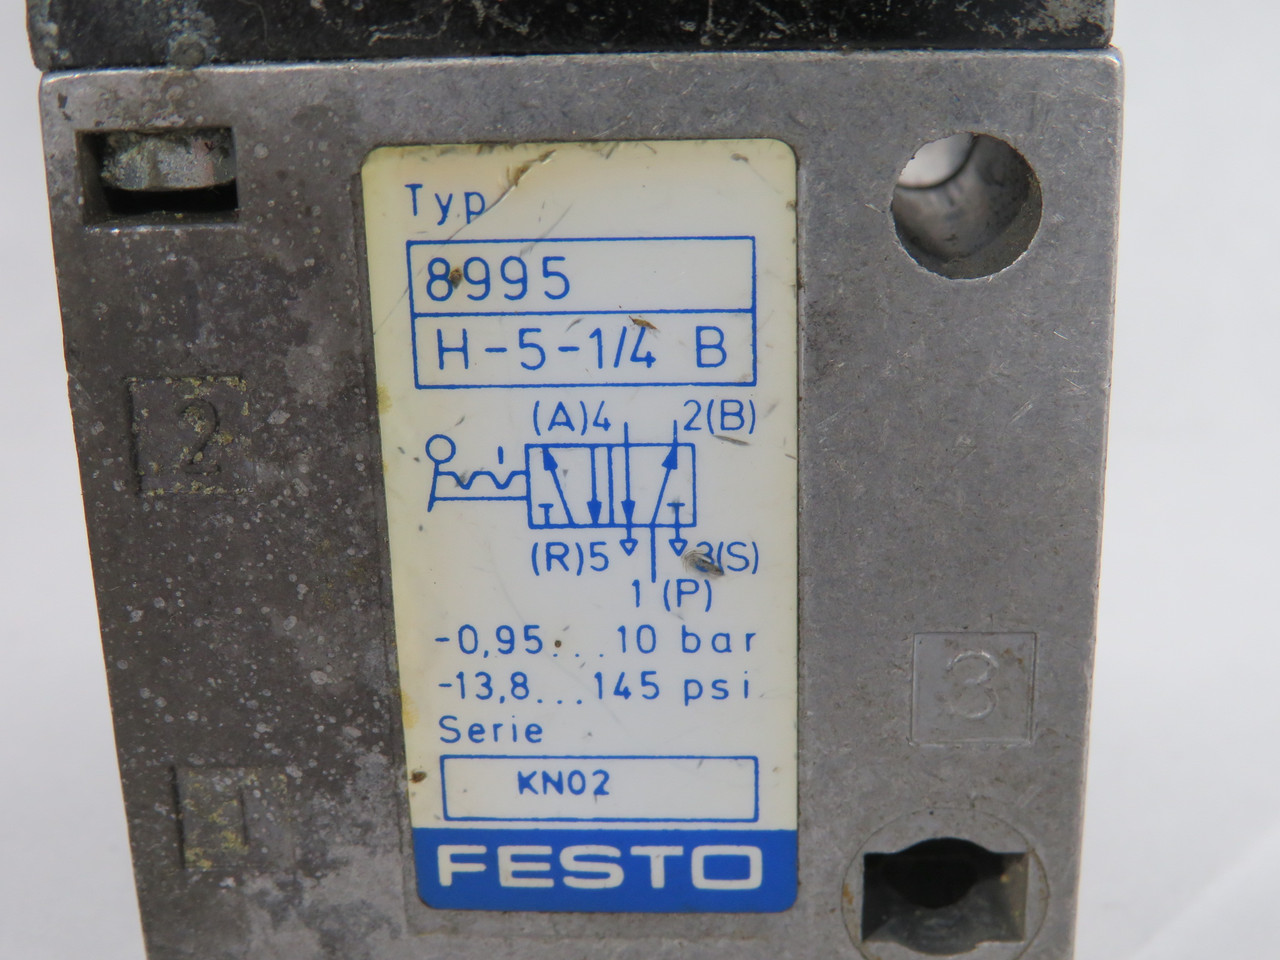 Typ
8995
H-5-1/4 B
(A)4 2(B)
(R)5 3(S)
1 (P)
-0,95...10 bar
-13,8...145 psi
Serie
KN02
FESTO
2
3
1